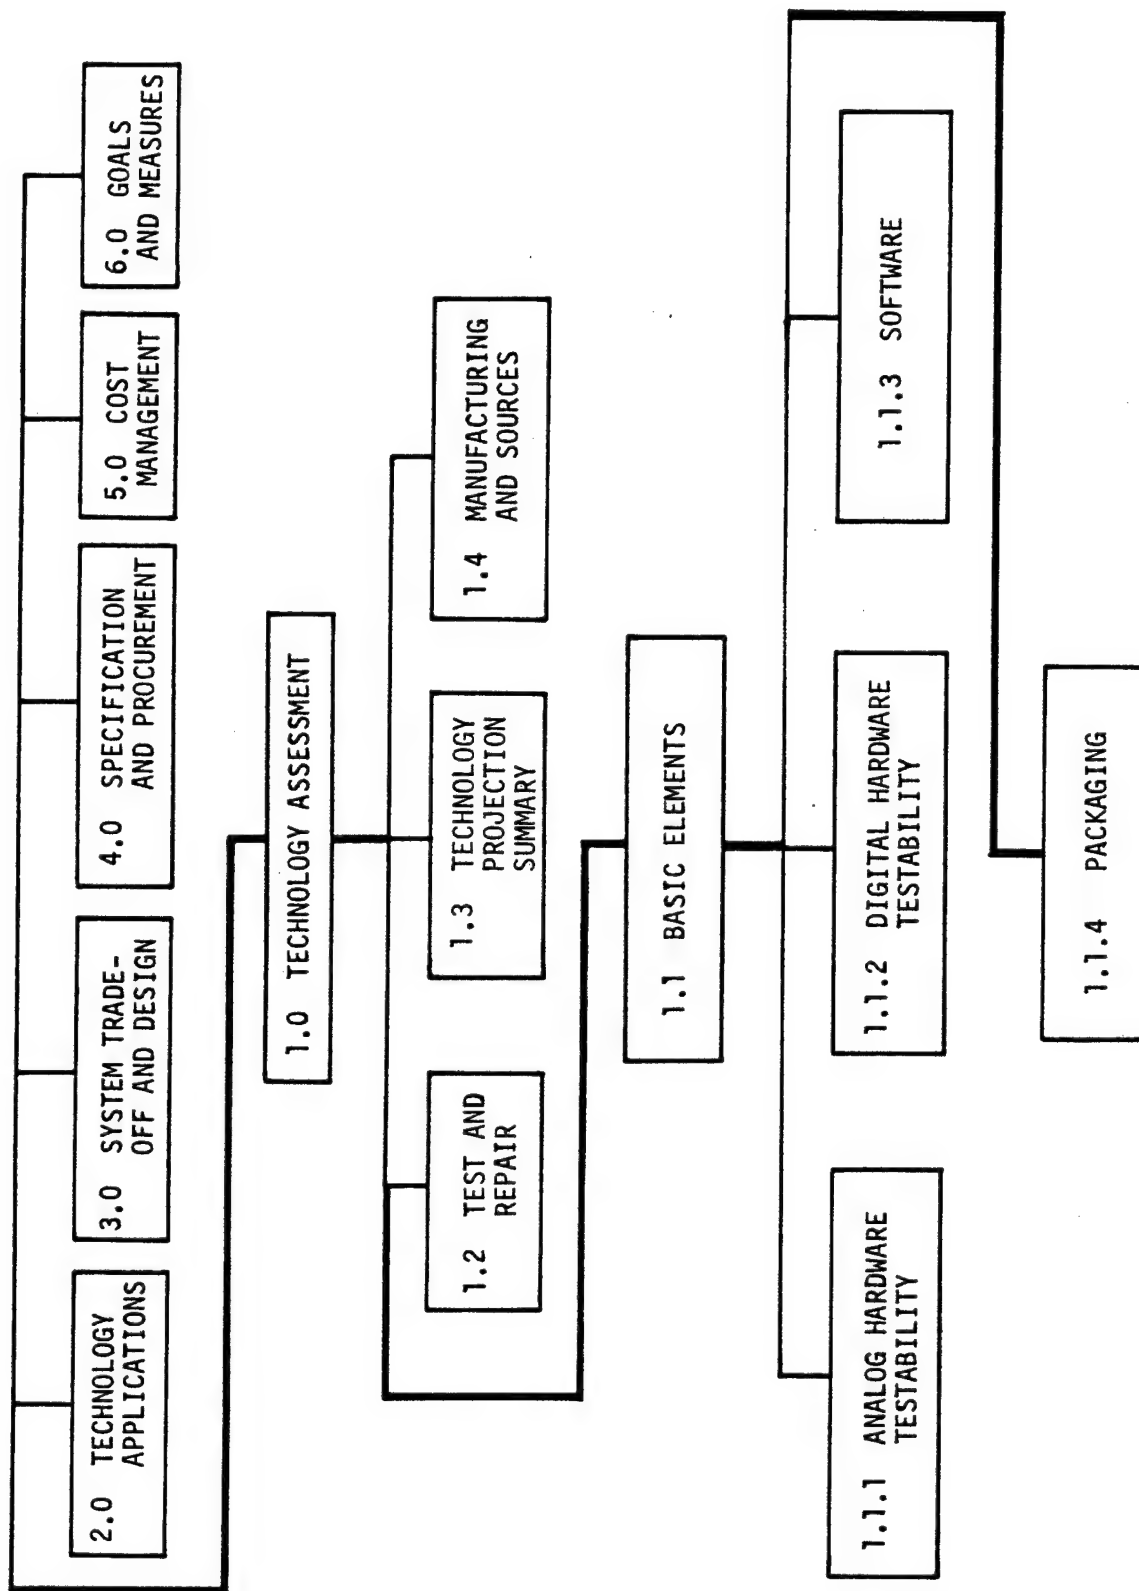 2.0 TECHNOLOGY
APPLICATIONS
3.0 SYSTEM TRADE-
OFF AND DESIGN
4.0 SPECIFICATION
AND PROCUREMENT
5.0 COST
MANAGEMENT
6.0 GOALS
AND MEASURES
1.0 TECHNOLOGY ASSESSMENT
1.2 TEST AND
REPAIR
1.3 TECHNOLOGY
PROJECTION
SUMMARY
1.4 MANUFACTURING
AND SOURCES
1.1 BASIC ELEMENTS
1.1.1 ANALOG HARDWARE
TESTABILITY
1.1.2 DIGITAL HARDWARE
TESTABILITY
1.1.3 SOFTWARE
1.1.4 PACKAGING